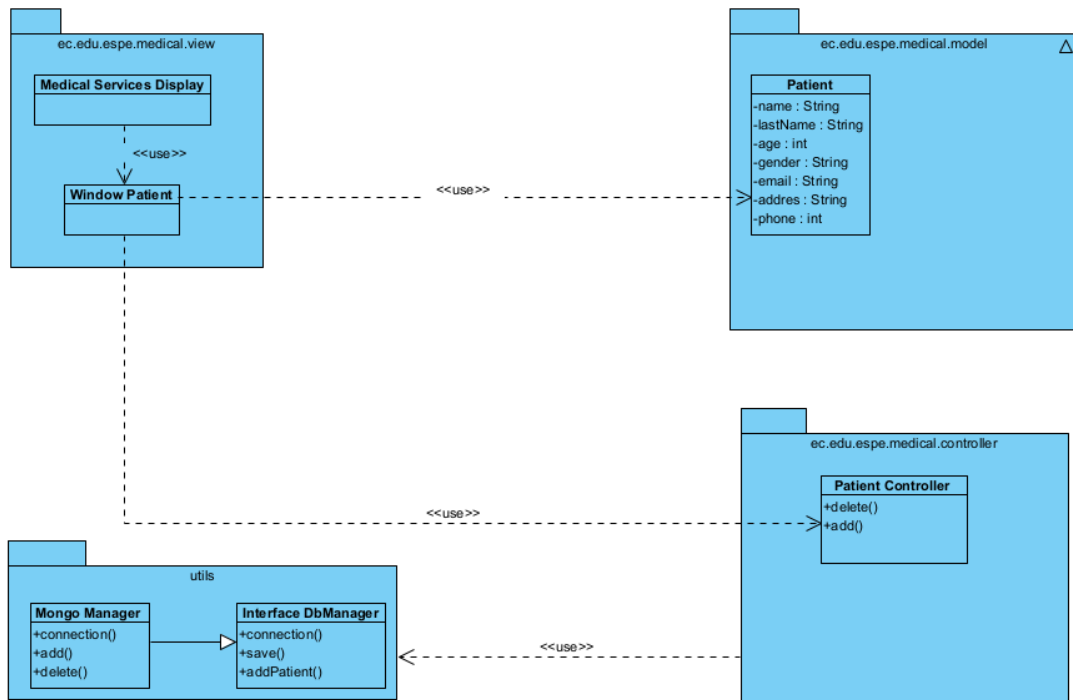 ec.edu.espe.medical.view
Medical Services Display
<<use>>
Window Patient
<<use>>
ec.edu.espe.medical.model
Patient
-name : String
-lastName : String
-age : int
-gender : String
-email : String
-addres : String
-phone : int
ec.edu.espe.medical.controller
Patient Controller
+delete()
+add()
<<use>>
utils
Mongo Manager
+connection()
+add()
+delete()
Interface DbManager
+connection()
+save()
+addPatient()
<<use>>